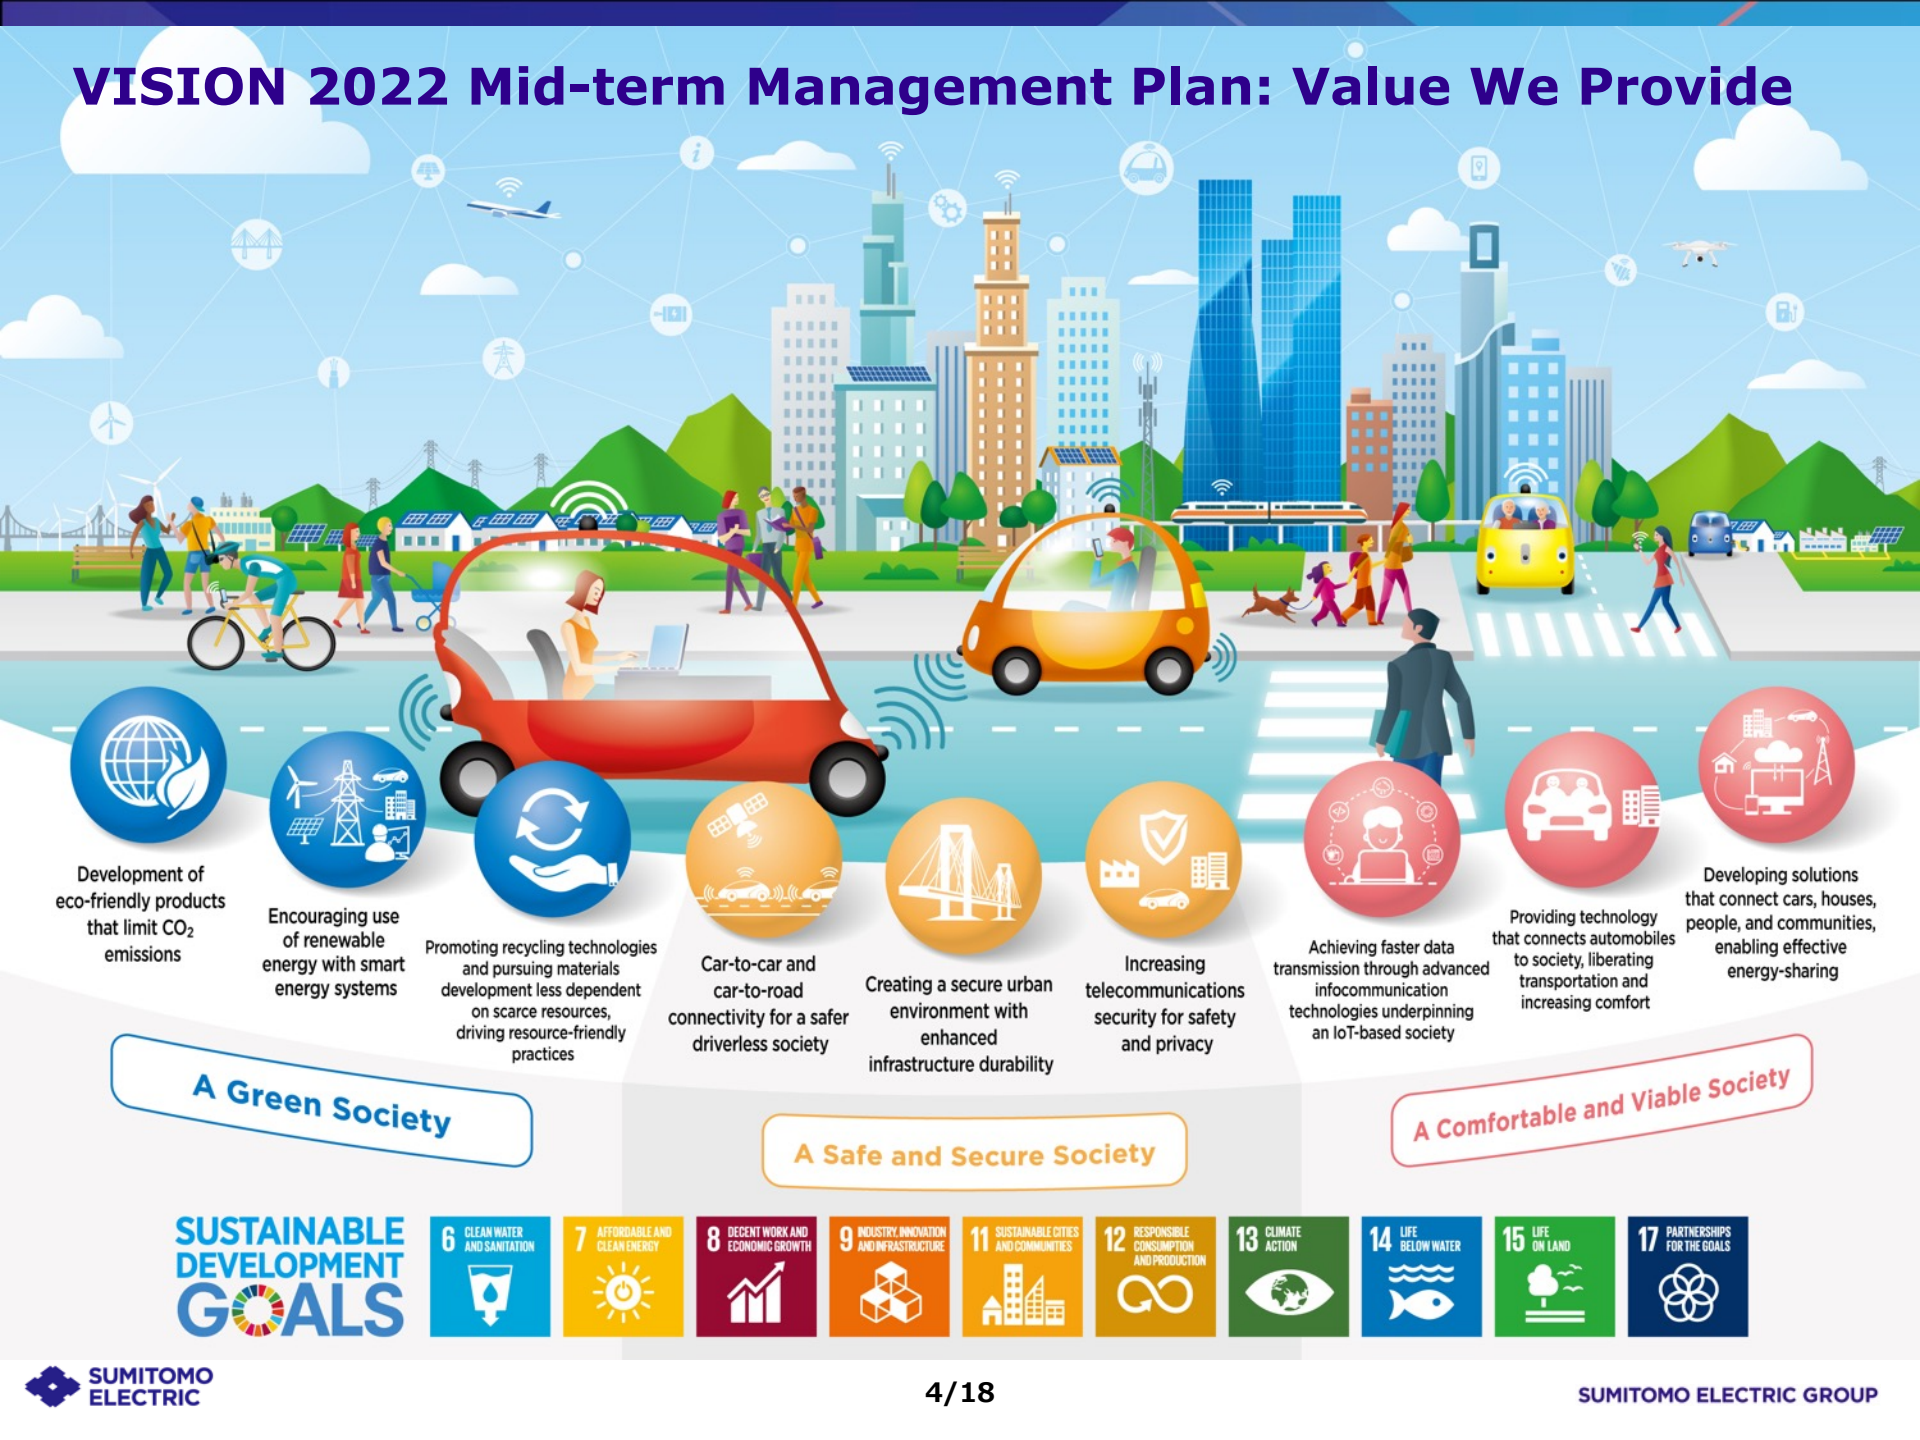 VISION 2022 Mid-term Management Plan: Value We Provide
Development of
eco-friendly products
that limit CO₂
emissions
Encouraging use
of renewable
energy with smart
energy systems
Promoting recycling technologies
and pursuing materials
development less dependent
on scarce resources,
driving resource-friendly
practices
Car-to-car and
car-to-road
connectivity for a safer
driverless society
Creating a secure urban
environment with
enhanced
infrastructure durability
Increasing
telecommunications
security for safety
and privacy
Achieving faster data
transmission through advanced
infocommunication
technologies underpinning
an IoT-based society
Providing technology
that connects automobiles
to society, liberating
transportation and
increasing comfort
Developing solutions
that connect cars, houses,
people, and communities,
enabling effective
energy-sharing
A Green Society
A Safe and Secure Society
A Comfortable and Viable Society
SUSTAINABLE
DEVELOPMENT
GOALS
6 CLEAN WATER
AND SANITATION
7 AFFORDABLE AND
CLEAN ENERGY
8 DECENT WORK AND
ECONOMIC GROWTH
9 INDUSTRY, INNOVATION
AND INFRASTRUCTURE
11 SUSTAINABLE CITIES
AND COMMUNITIES
12 RESPONSIBLE
CONSUMPTION
AND PRODUCTION
13 CLIMATE
ACTION
14 LIFE
BELOW WATER
15 LIFE
ON LAND
17 PARTNERSHIPS
FOR THE GOALS
SUMITOMO
ELECTRIC
4/18
SUMITOMO ELECTRIC GROUP